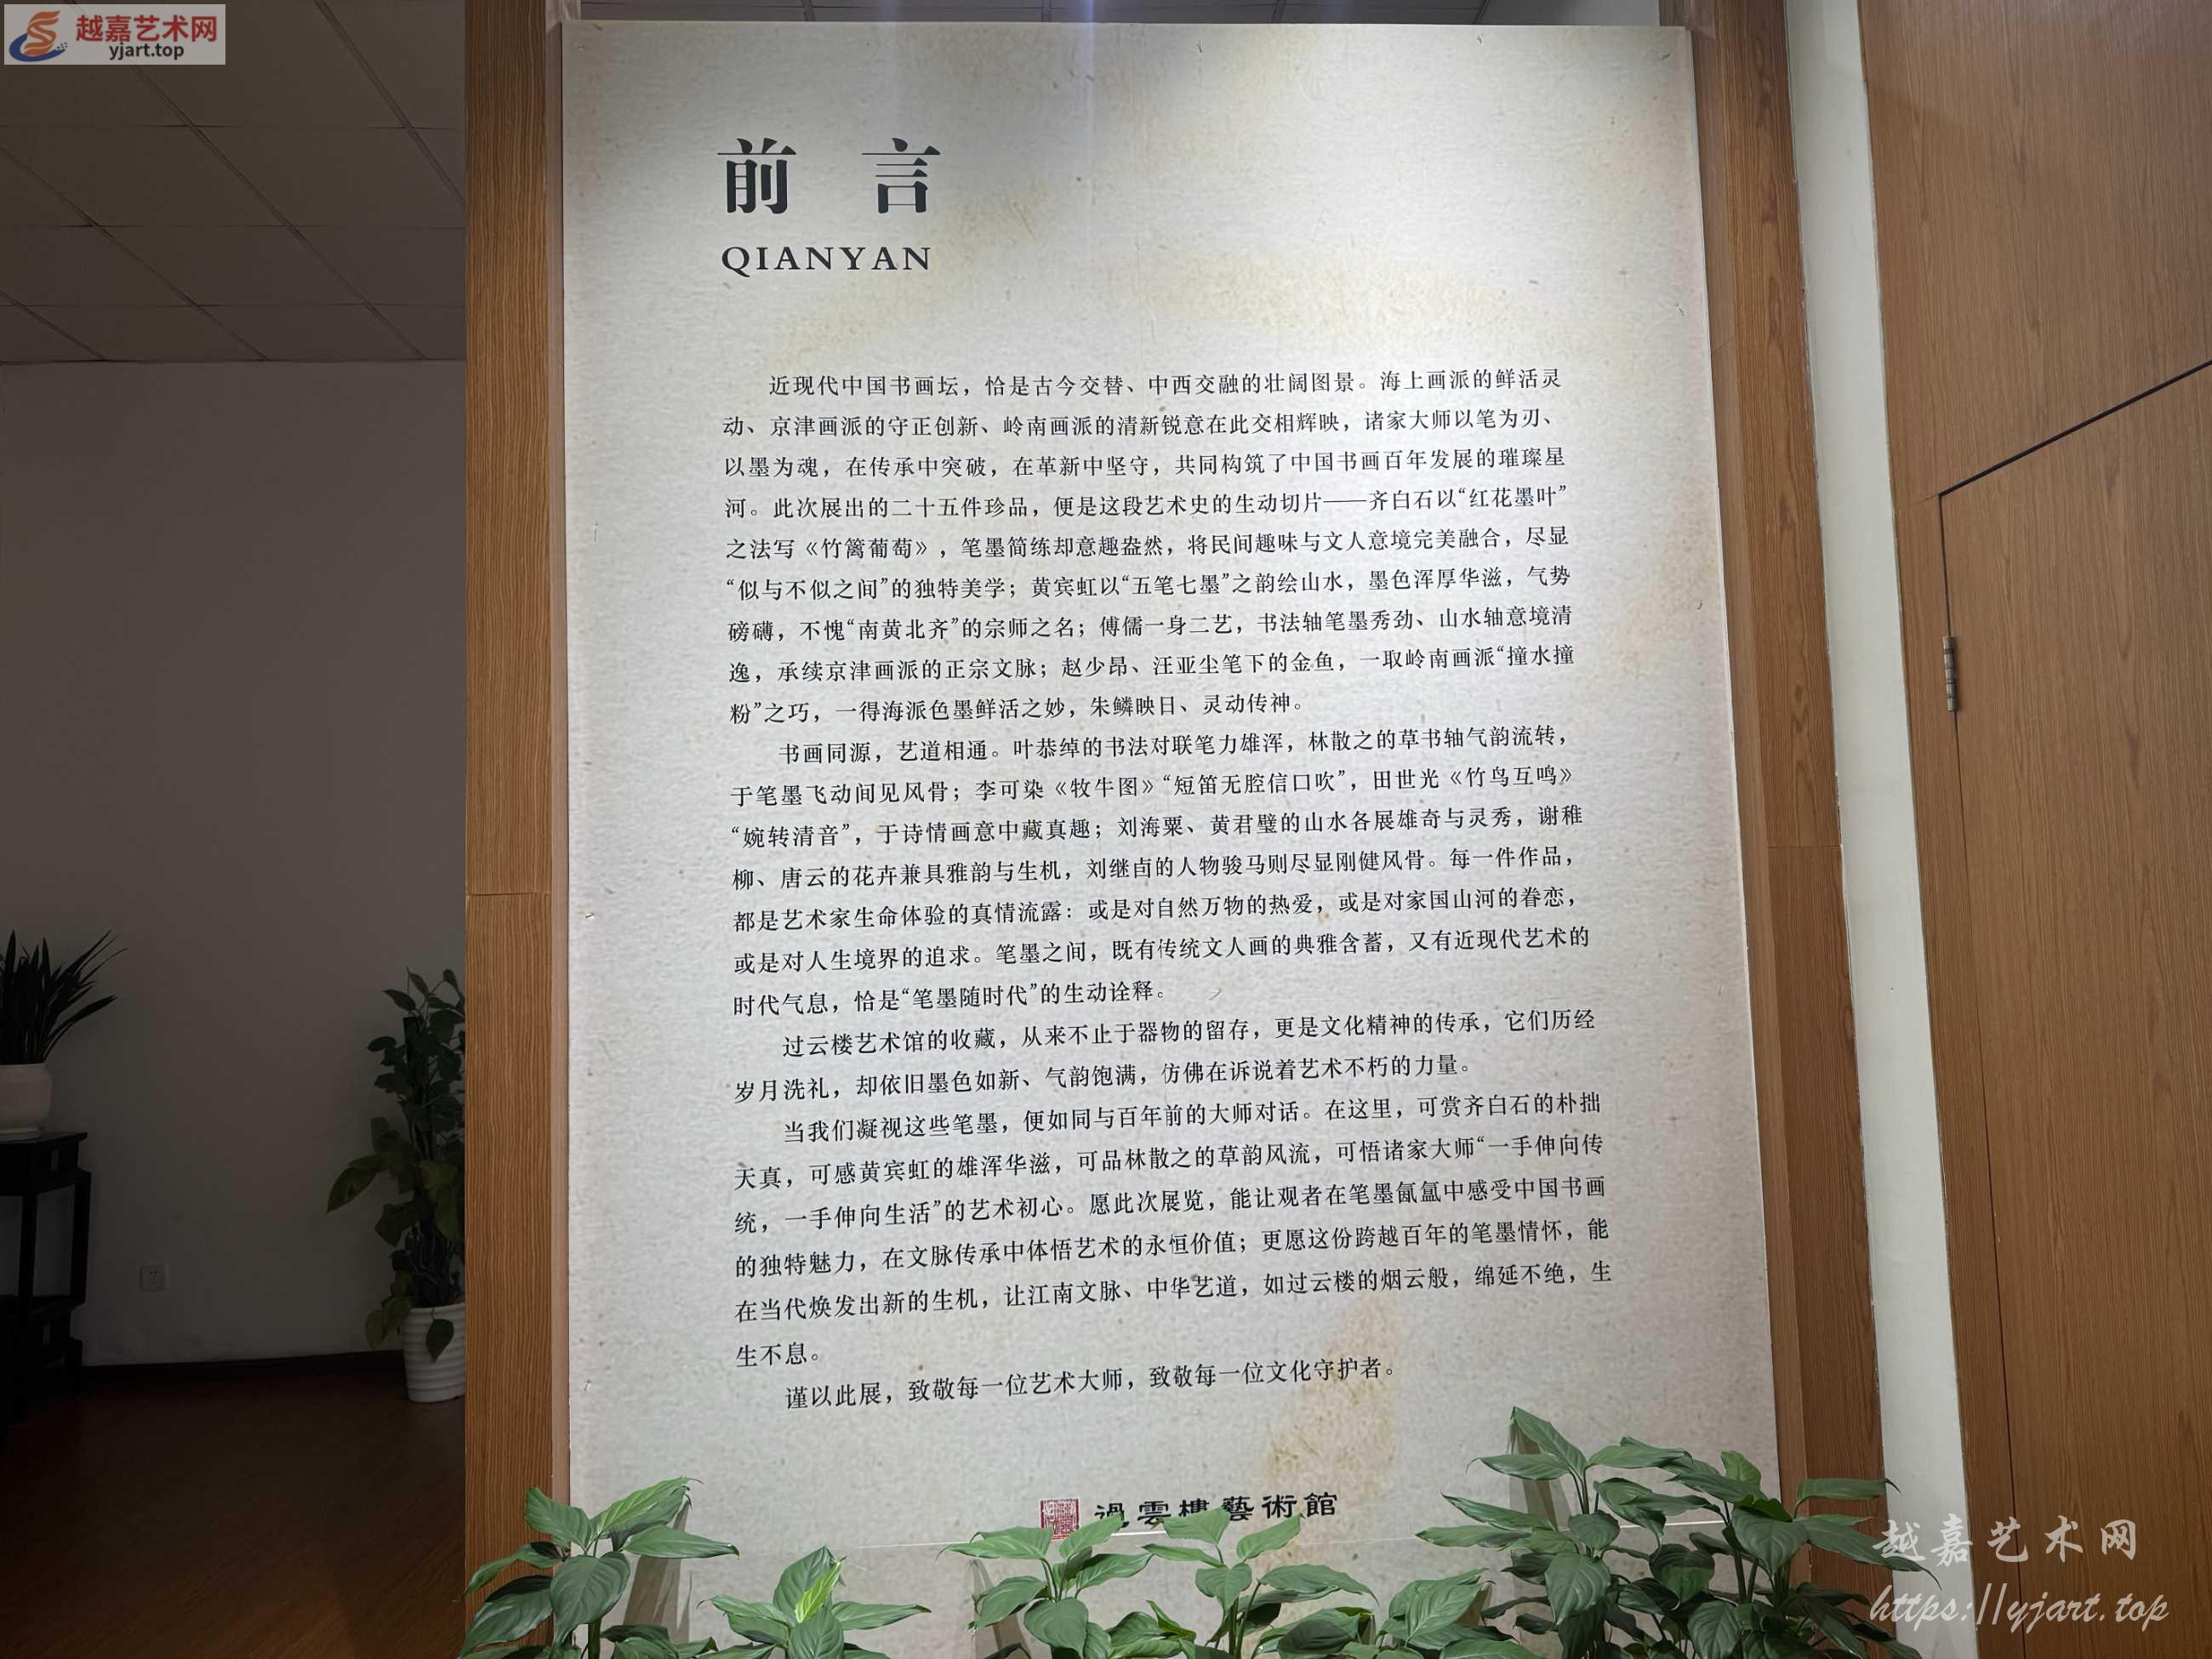 越嘉艺术网
yjart.top
前言
QIANYAN
近现代中国书画坛，恰是古今交替、中西交融的壮阔图景。海上画派的鲜活灵
动、京津画派的守正创新、岭南画派的清新锐意在此交相辉映，诸家大师以笔为刃、
以墨为魂，在传承中突破，在革新中坚守，共同构筑了中国书画百年发展的璀璨星
河。此次展出的二十五件珍品，便是这段艺术史的生动切片——齐白石以“红花墨叶”
之法写《竹篱葡萄》，笔墨简练却意趣盎然，将民间趣味与文人意境完美融合，尽显
“似与不似之间”的独特美学；黄宾虹以“五笔七墨”之韵绘山水，墨色浑厚华滋，气势
磅礴，不愧“南黄北齐”的宗师之名；傅儒一身二艺，书法轴笔墨秀劲、山水轴意境清
逸，承续京津画派的正宗文脉；赵少昂、汪亚尘笔下的金鱼，一取岭南画派“撞水撞
粉”之巧，一得海派色墨鲜活之妙，朱鳞映日、灵动传神。
书画同源，艺道相通。叶恭绰的书法对联笔力雄浑，林散之的草书轴气韵流转，
于笔墨飞动间见风骨；李可染《牧牛图》“短笛无腔信口吹”，田世光《竹鸟互鸣》
“婉转清音”，于诗情画意中藏真趣；刘海粟、黄君璧的山水各展雄奇与灵秀，谢稚
柳、唐云的花卉兼具雅韵与生机，刘继卣的人物骏马则尽显刚健风骨。每一件作品，
都是艺术家生命体验的真情流露：或是对自然万物的热爱，或是对家国山河的眷恋，
或是对人生境界的追求。笔墨之间，既有传统文人画的典雅含蓄，又有近现代艺术的
时代气息，恰是“笔墨随时代”的生动诠释。
过云楼艺术馆的收藏，从来不止于器物的留存，更是文化精神的传承，它们历经
岁月洗礼，却依旧墨色如新、气韵饱满，仿佛在诉说着艺术不朽的力量。
当我们凝视这些笔墨，便如同与百年前的大师对话。在这里，可赏齐白石的朴拙
天真，可感黄宾虹的雄浑华滋，可品林散之的草韵风流，可悟诸家大师“一手伸向传
统，一手伸向生活”的艺术初心。愿此次展览，能让观者在笔墨氤氲中感受中国书画
的独特魅力，在文脉传承中体悟艺术的永恒价值；更愿这份跨越百年的笔墨情怀，能
在当代焕发出新的生机，让江南文脉、中华艺道，如过云楼的烟云般，绵延不绝，生
生不息。
谨以此展，致敬每一位艺术大师，致敬每一位文化守护者。
過雲樓藝術館
越嘉艺术网
https://yjart.top